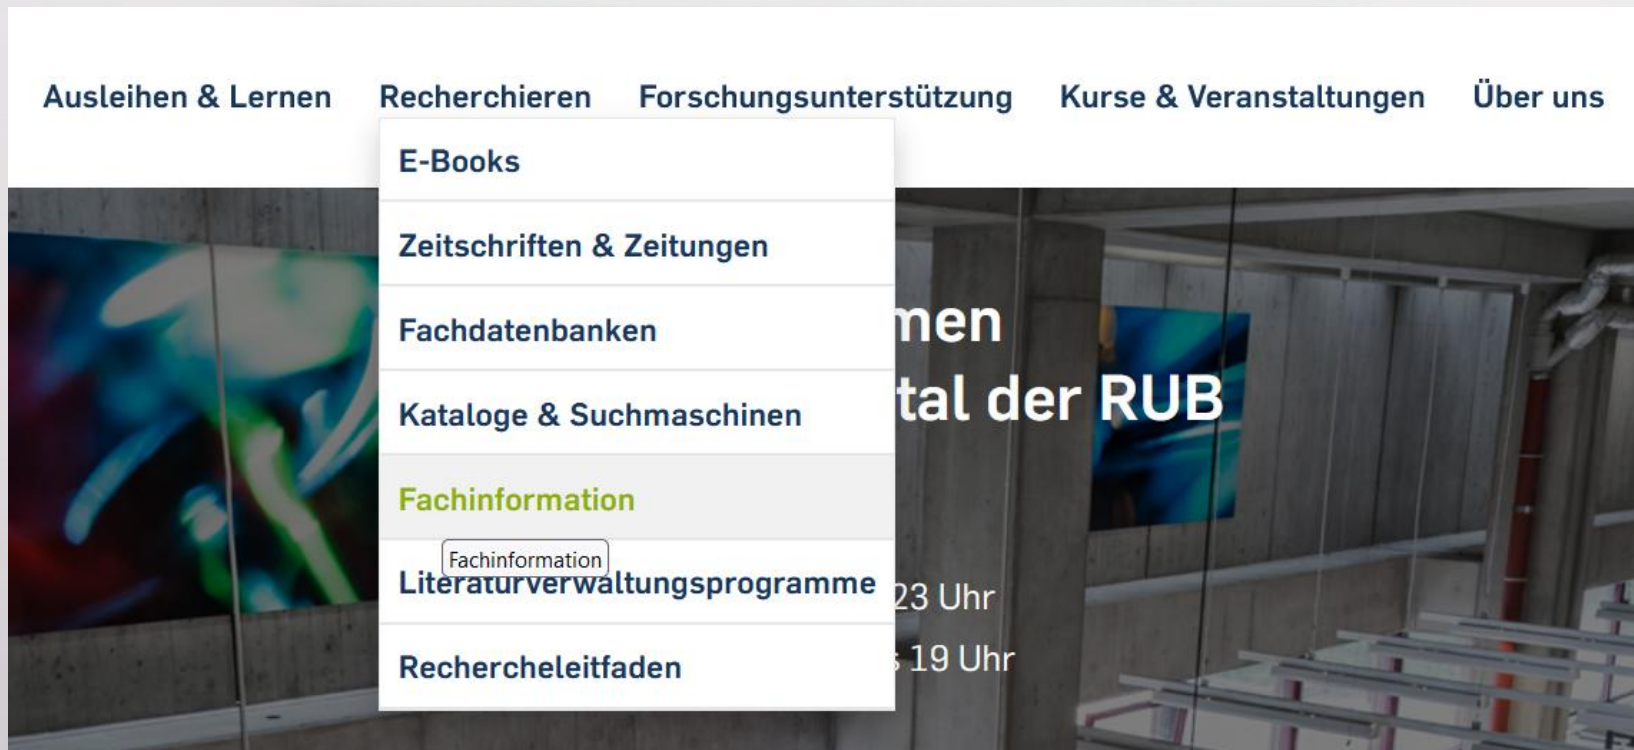 Ausleihen & Lernen Recherchieren Forschungsunterstützung Kurse & Veranstaltungen Über uns
E-Books
Zeitschriften & Zeitungen
Fachdatenbanken
men
Kataloge & Suchmaschinen
tal der RUB
Fachinformation
Fachinformation
Literaturverwaltungsprogramme
23 Uhr
Rechercheleitfaden
19 Uhr